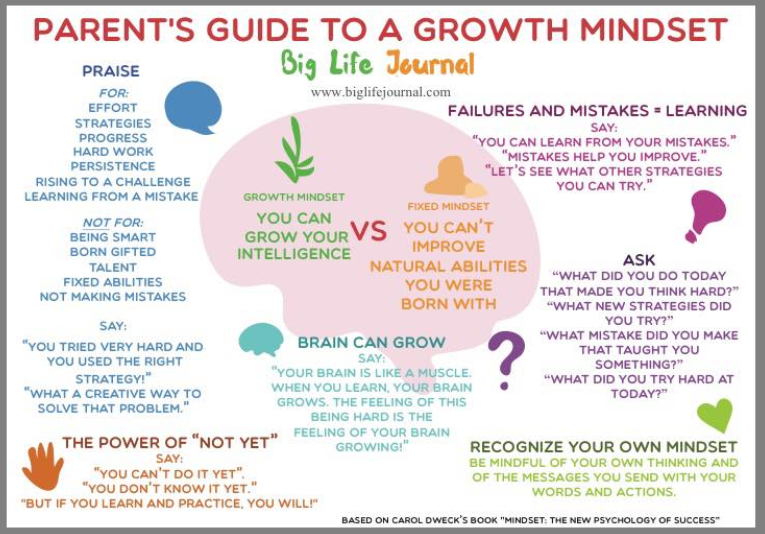 PARENT'S GUIDE TO A GROWTH MINDSET
Big Life Journal
www.biglifejournal.com
PRAISE
FOR:
EFFORT
STRATEGIES
PROGRESS
HARD WORK
PERSISTENCE
RISING TO A CHALLENGE
LEARNING FROM A MISTAKE
NOT FOR:
BEING SMART
BORN GIFTED
TALENT
FIXED ABILITIES
NOT MAKING MISTAKES
SAY:
"YOU TRIED VERY HARD AND
YOU USED THE RIGHT
STRATEGY!"
"WHAT A CREATIVE WAY TO
SOLVE THAT PROBLEM."
GROWTH MINDSET
YOU CAN
GROW YOUR
INTELLIGENCE
VS
FIXED MINDSET
YOU CAN'T
IMPROVE
NATURAL ABILITIES
YOU WERE
BORN WITH
FAILURES AND MISTAKES = LEARNING
SAY:
"YOU CAN LEARN FROM YOUR MISTAKES."
"MISTAKES HELP YOU IMPROVE."
"LET'S SEE WHAT OTHER STRATEGIES
YOU CAN TRY."
ASK
"WHAT DID YOU DO TODAY
THAT MADE YOU THINK HARD?"
"WHAT NEW STRATEGIES DID
YOU TRY?"
"WHAT MISTAKE DID YOU MAKE
THAT TAUGHT YOU
SOMETHING?"
"WHAT DID YOU TRY HARD AT
TODAY?"
BRAIN CAN GROW
SAY:
"YOUR BRAIN IS LIKE A MUSCLE.
WHEN YOU LEARN, YOUR BRAIN
GROWS. THE FEELING OF THIS
BEING HARD IS THE
FEELING OF YOUR BRAIN
GROWING!"
THE POWER OF "NOT YET"
SAY:
"YOU CAN'T DO IT YET".
"YOU DON'T KNOW IT YET."
"BUT IF YOU LEARN AND PRACTICE, YOU WILL!"
RECOGNIZE YOUR OWN MINDSET
BE MINDFUL OF YOUR OWN THINKING AND
OF THE MESSAGES YOU SEND WITH YOUR
WORDS AND ACTIONS.
BASED ON CAROL DWECK'S BOOK "MINDSET: THE NEW PSYCHOLOGY OF SUCCESS"